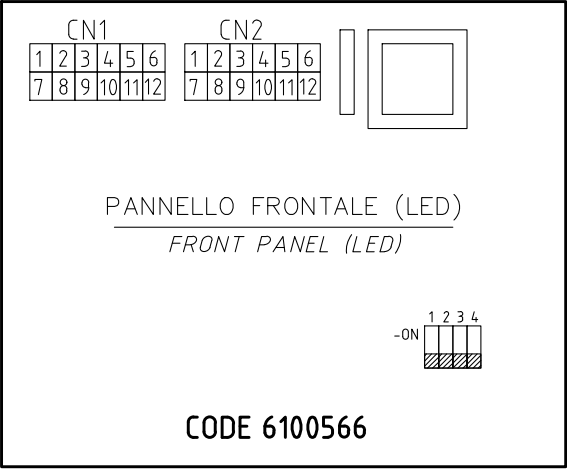 CN1 CN2
1 2 3 4 5 6 1 2 3 4 5 6
7 8 9 10 11 12 7 8 9 10 11 12
PANNELLO FRONTALE (LED)
FRONT PANEL (LED)
1 2 3 4
-ON
CODE 6100566